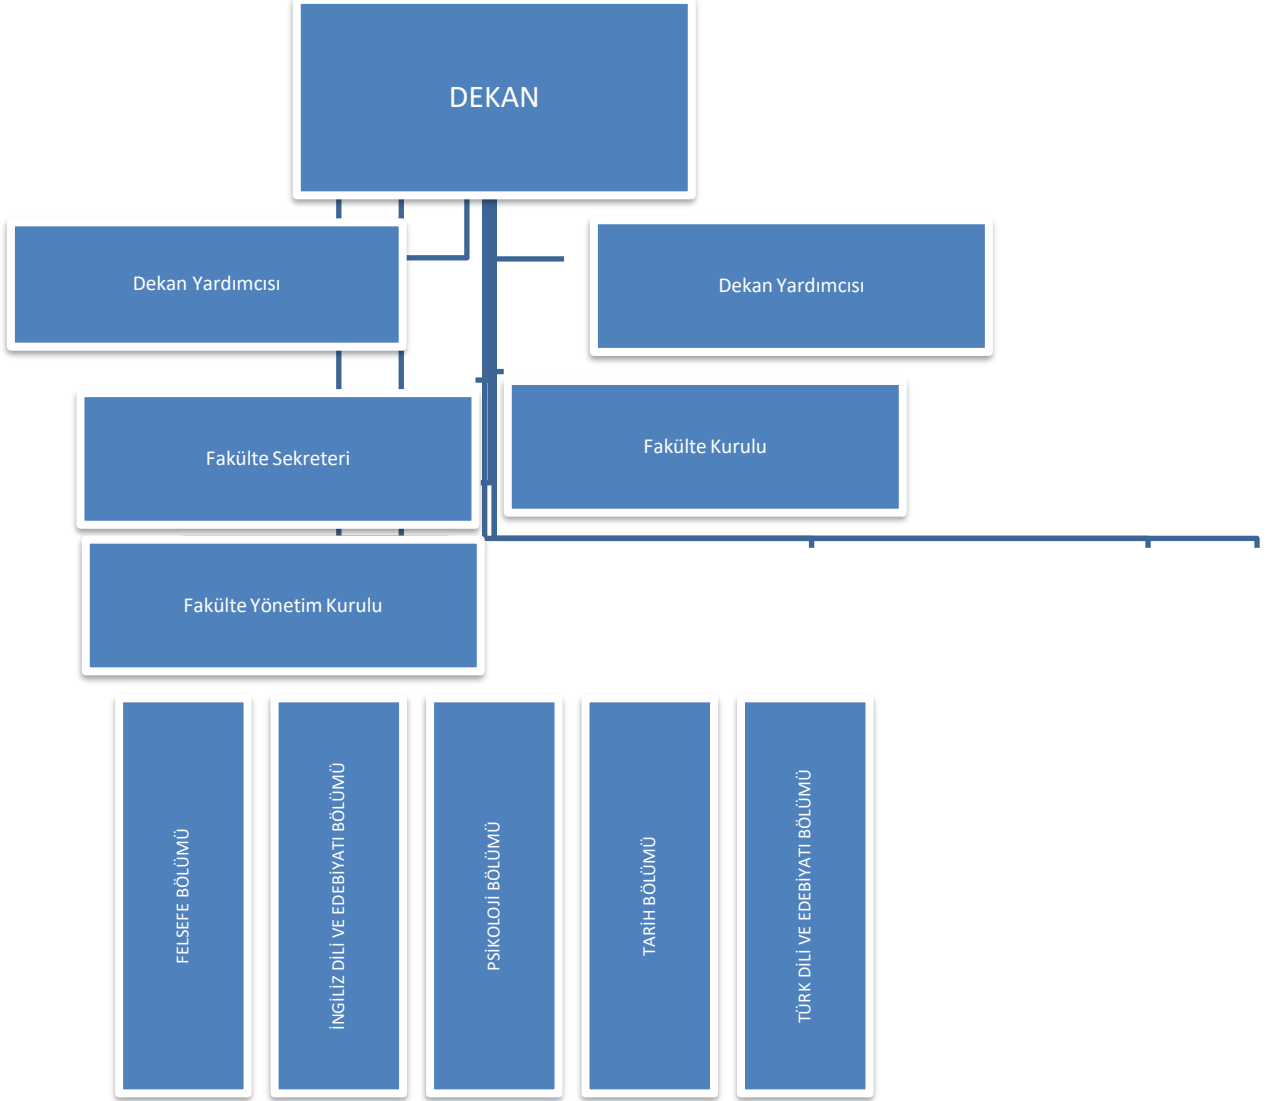 DEKAN
Dekan Yardımcısı
Dekan Yardımcısı
Fakülte Sekreteri
Fakülte Kurulu
Fakülte Yönetim Kurulu
FELSEFE BÖLÜMÜ
İNGİLİZ DİLİ VE EDEBİYATI BÖLÜMÜ
PSİKOLOJİ BÖLÜMÜ
TARİH BÖLÜMÜ
TÜRK DİLİ VE EDEBİYATI BÖLÜMÜ